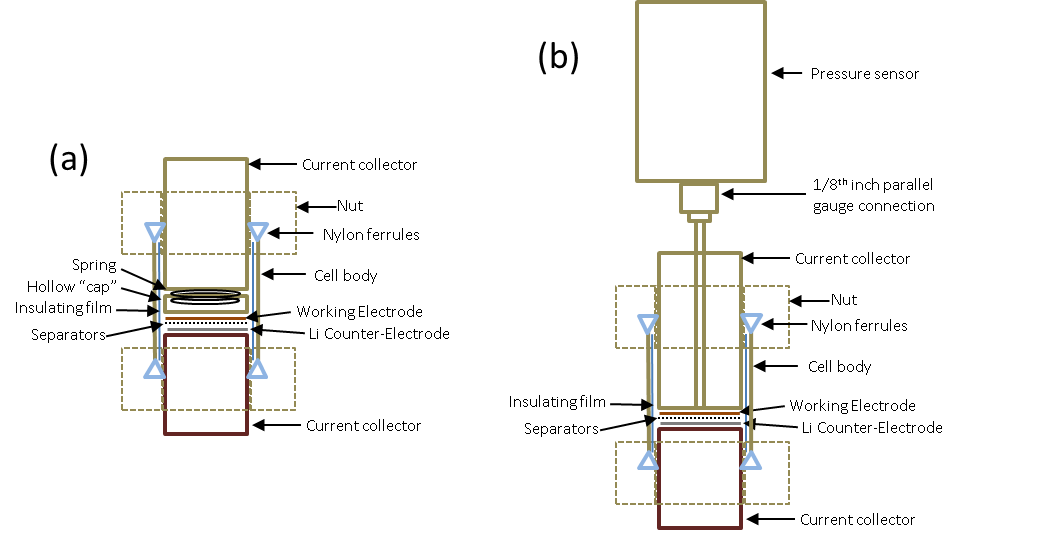 (a)
Current collector
Nut
Nylon ferrules
Spring
Cell body
Hollow “cap”
Insulating film
Working Electrode
Separators
Li Counter-Electrode
Current collector
(b)
Pressure sensor
1/8th inch parallel
gauge connection
Current collector
Nut
Nylon ferrules
Cell body
Insulating film
Working Electrode
Separators
Li Counter-Electrode
Current collector